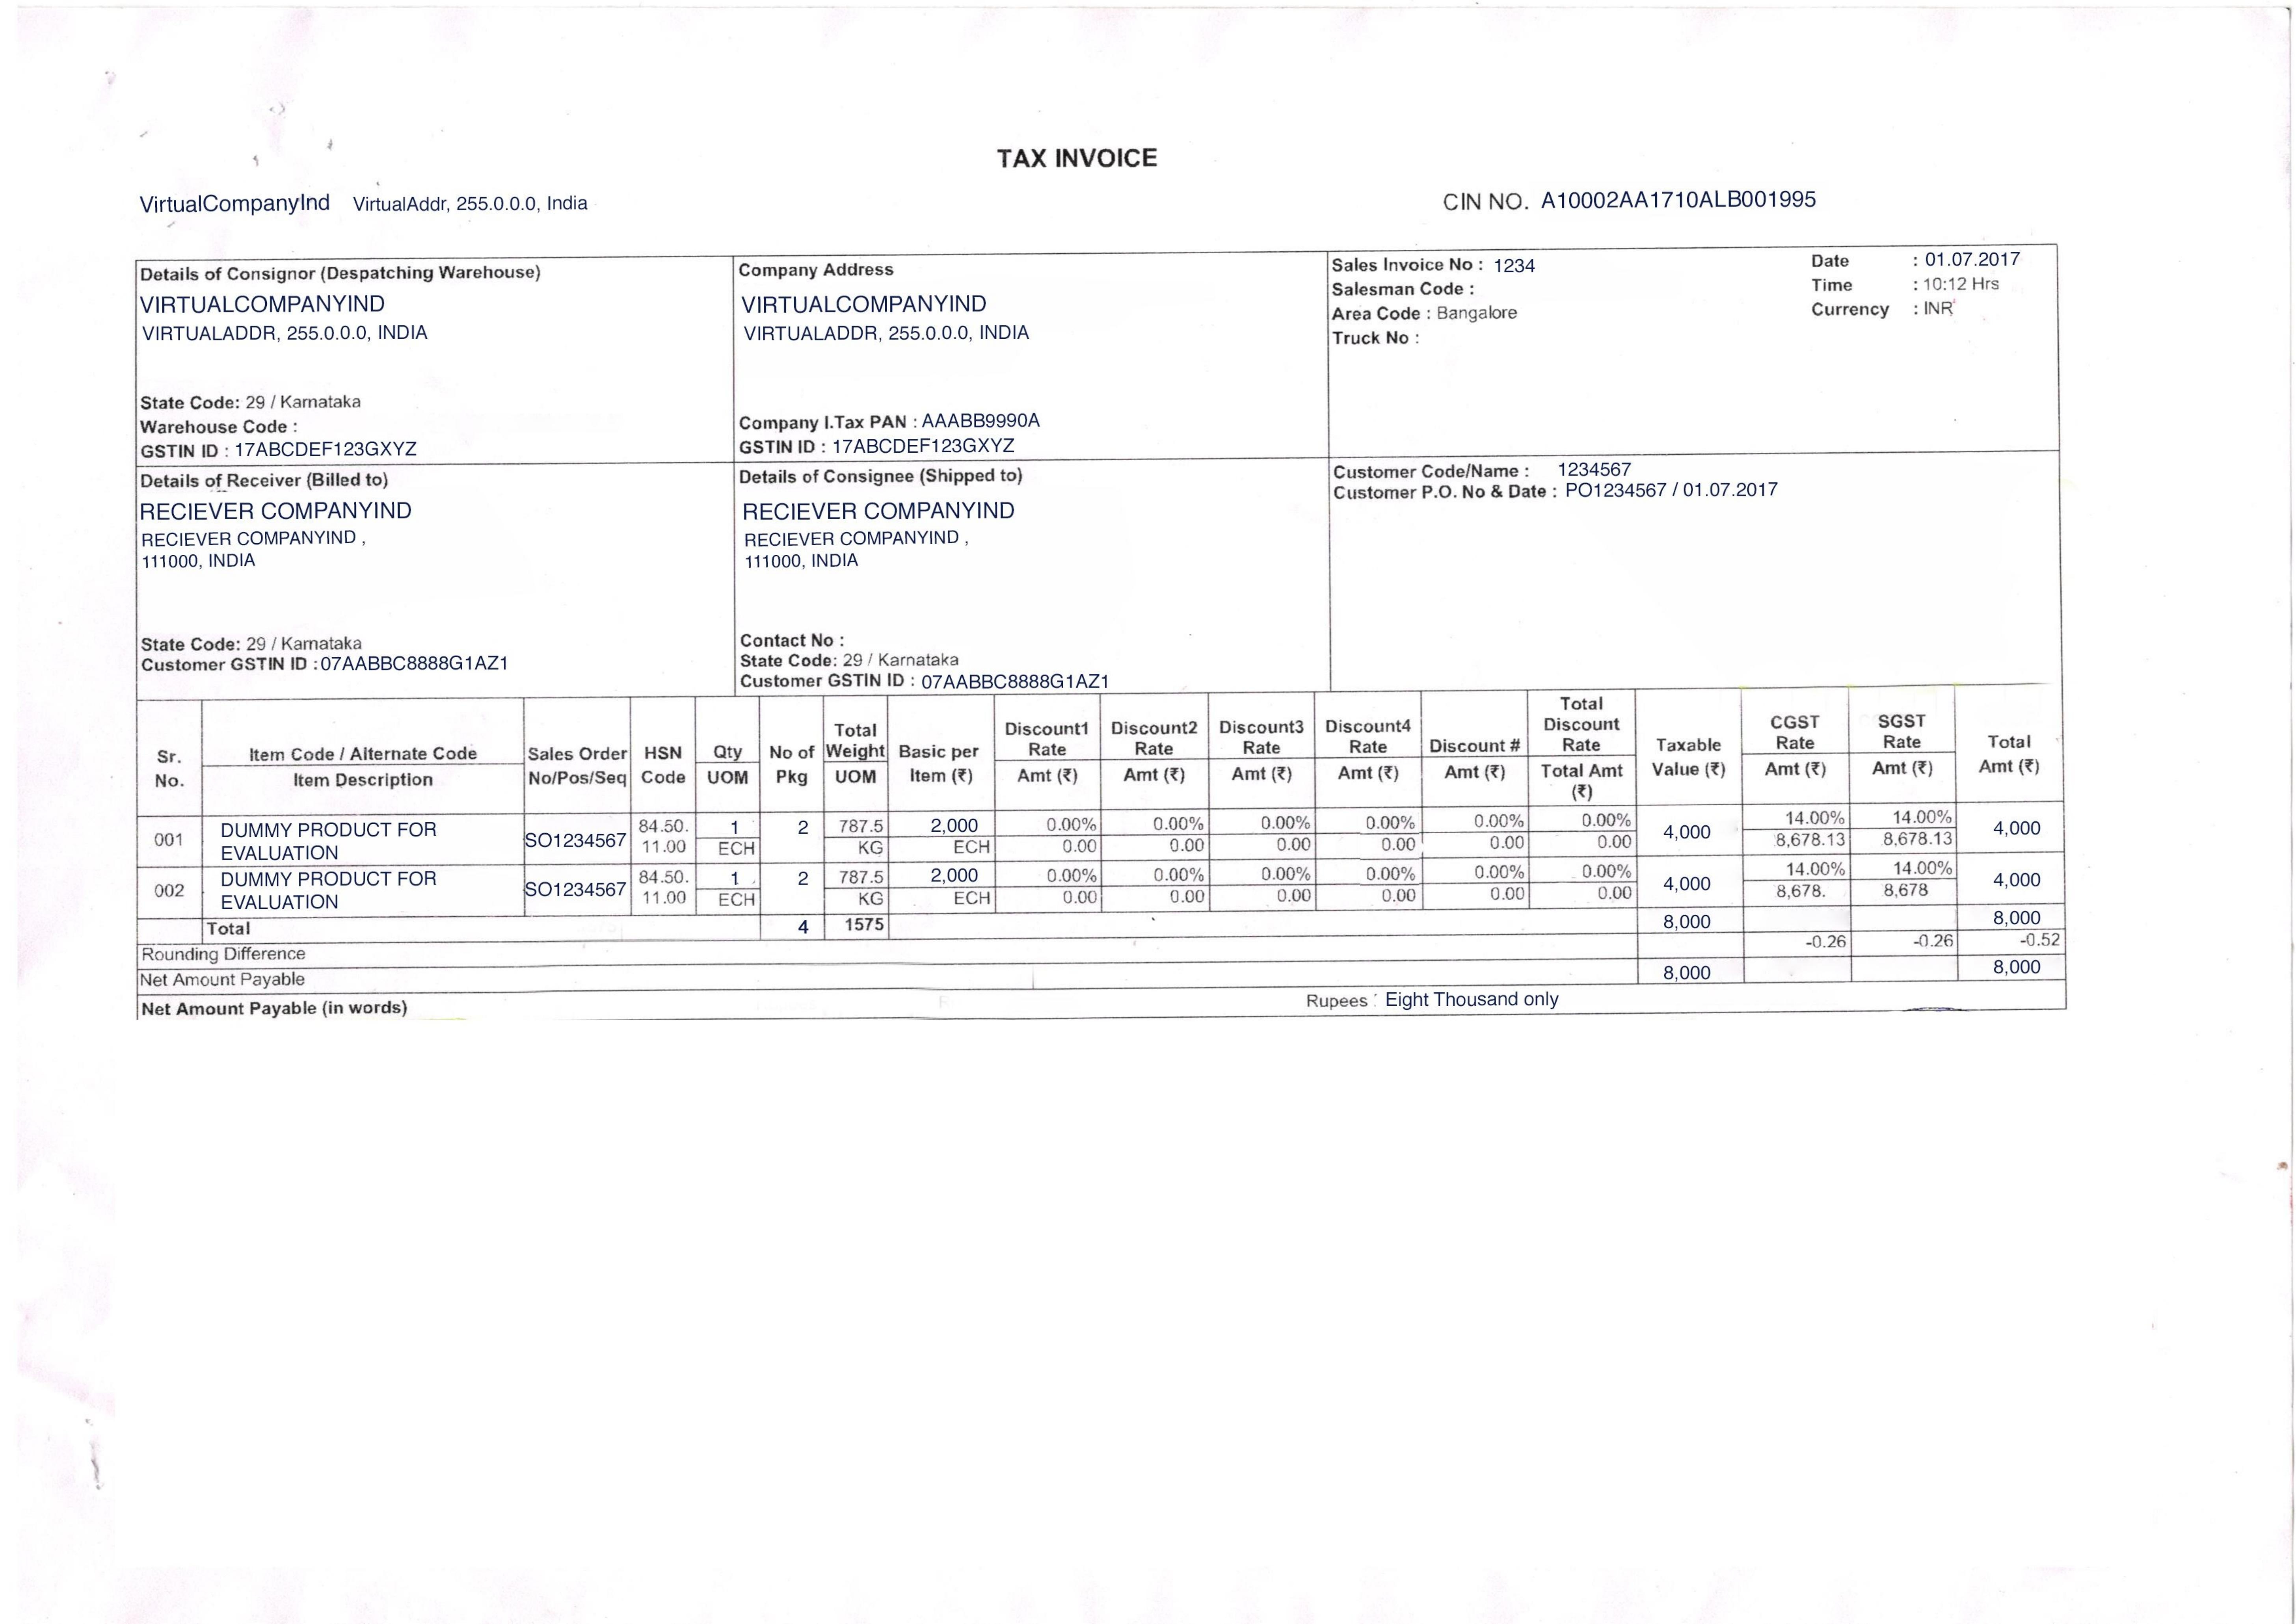 TAX INVOICE
VirtualCompanyInd VirtualAddr, 255.0.0.0, India
CIN NO. A10002AA1710ALB001995
Details of Consignor (Despatching Warehouse)
VIRTUALCOMPANYIND
VIRTUALADDR, 255.0.0.0, INDIA
State Code: 29 / Karnataka
Warehouse Code :
GSTIN ID : 17ABCDEF123GXYZ
Company Address
VIRTUALCOMPANYIND
VIRTUALADDR, 255.0.0.0, INDIA
Company I.Tax PAN : AAABB9990A
GSTIN ID : 17ABCDEF123GXYZ
Sales Invoice No : 1234
Salesman Code :
Area Code : Bangalore
Truck No :
Date : 01.07.2017
Time : 10:12 Hrs
Currency : INR
Details of Receiver (Billed to)
RECIEVER COMPANYIND
RECIEVER COMPANYIND ,
111000, INDIA
State Code: 29 / Karnataka
Customer GSTIN ID : 07AABBC8888G1AZ1
Details of Consignee (Shipped to)
RECIEVER COMPANYIND
RECIEVER COMPANYIND ,
111000, INDIA
Contact No :
State Code: 29 / Karnataka
Customer GSTIN ID : 07AABBC8888G1AZ1
Customer Code/Name : 1234567
Customer P.O. No & Date : PO1234567 / 01.07.2017
Total
Total Discount1 Discount2 Discount3 Discount4 Discount CGST SGST
Sr. Item Code / Alternate Code Sales Order HSN Qty No of Weight Basic per Rate Rate Rate Rate Discount # Rate Taxable Rate Rate Total
No. Item Description No/Pos/Seq Code UOM Pkg UOM Item (₹) Amt (₹) Amt (₹) Amt (₹) Amt (₹) Amt (₹) Total Amt Value (₹) Amt (₹) Amt (₹) Amt (₹)
(₹)
001 DUMMY PRODUCT FOR SO1234567 84.50. 1 2 787.5 2,000 0.00% 0.00% 0.00% 0.00% 0.00% 0.00% 4,000 14.00% 14.00% 4,000
EVALUATION 11.00 ECH KG ECH 0.00 0.00 0.00 0.00 0.00 0.00 8,678.13 8,678.13
002 DUMMY PRODUCT FOR SO1234567 84.50. 1 2 787.5 2,000 0.00% 0.00% 0.00% 0.00% 0.00% 0.00% 4,000 14.00% 14.00% 4,000
EVALUATION 11.00 ECH KG ECH 0.00 0.00 0.00 0.00 0.00 0.00 8,678. 8,678
Total 4 1575 8,000 8,000
Rounding Difference -0.26 -0.26 -0.52
Net Amount Payable 8,000 8,000
Net Amount Payable (in words) Rupees : Eight Thousand only